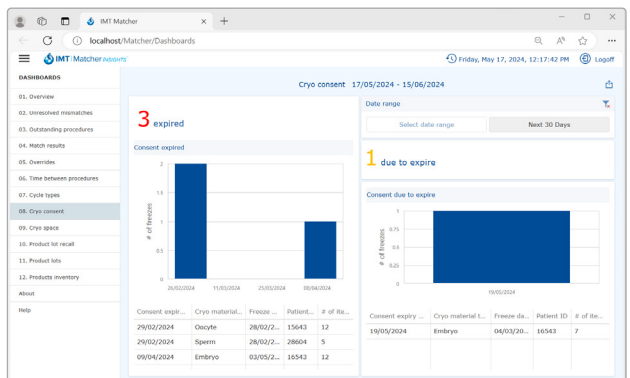 IMT Matcher
localhost/Matcher/Dashboards
IMT | Matcher INSIGHTS
Friday, May 17, 2024, 12:17:42 PM
Logoff
DASHBOARDS
01. Overview
02. Unresolved mismatches
03. Outstanding procedures
04. Match results
05. Overrides
06. Time between procedures
07. Cycle types
08. Cryo consent
09. Cryo space
10. Product lot recall
11. Product lots
12. Products inventory
About
Help
Cryo consent 17/05/2024 - 15/06/2024
3 expired
Consent expired
# of freezes
2
1.5
1
0.5
0
26/02/2024 11/03/2024 25/03/2024 08/04/2024
Consent expir... Cryo material... Freeze ... Patient... # of ite...
29/02/2024 Oocyte 28/02/2... 15643 12
29/02/2024 Sperm 28/02/2... 28604 5
09/04/2024 Embryo 03/05/2... 16543 12
Date range
Select date range Next 30 Days
1 due to expire
Consent due to expire
# of freezes
1
0.75
0.5
0.25
0
19/05/2024
Consent expiry ... Cryo material t... Freeze da... Patient ID # of ite...
19/05/2024 Embryo 04/03/20... 16543 7